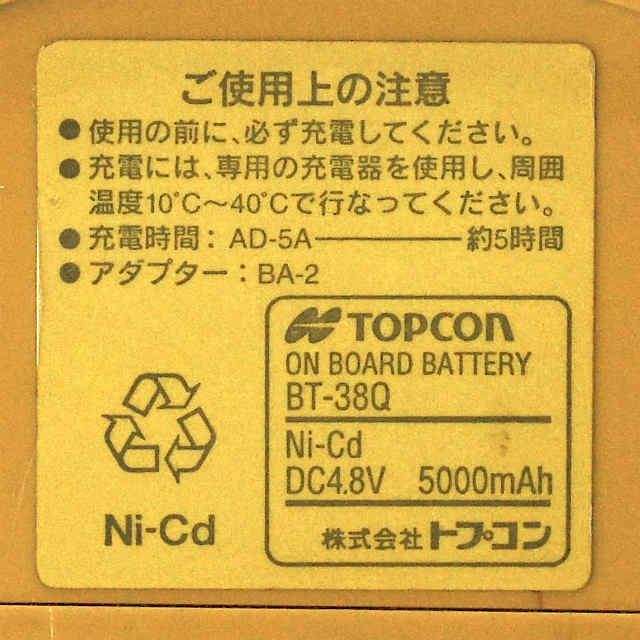 ご使用上の注意
●使用の前に、必ず充電してください。
●充電には、専用の充電器を使用し、周囲
温度10°C〜40°Cで行なってください。
●充電時間：AD-5A――――約5時間
●アダプター：BA-2
TOPCON
ON BOARD BATTERY
BT-38Q
Ni-Cd
DC4.8V 5000mAh
株式会社トプコン
Ni-Cd